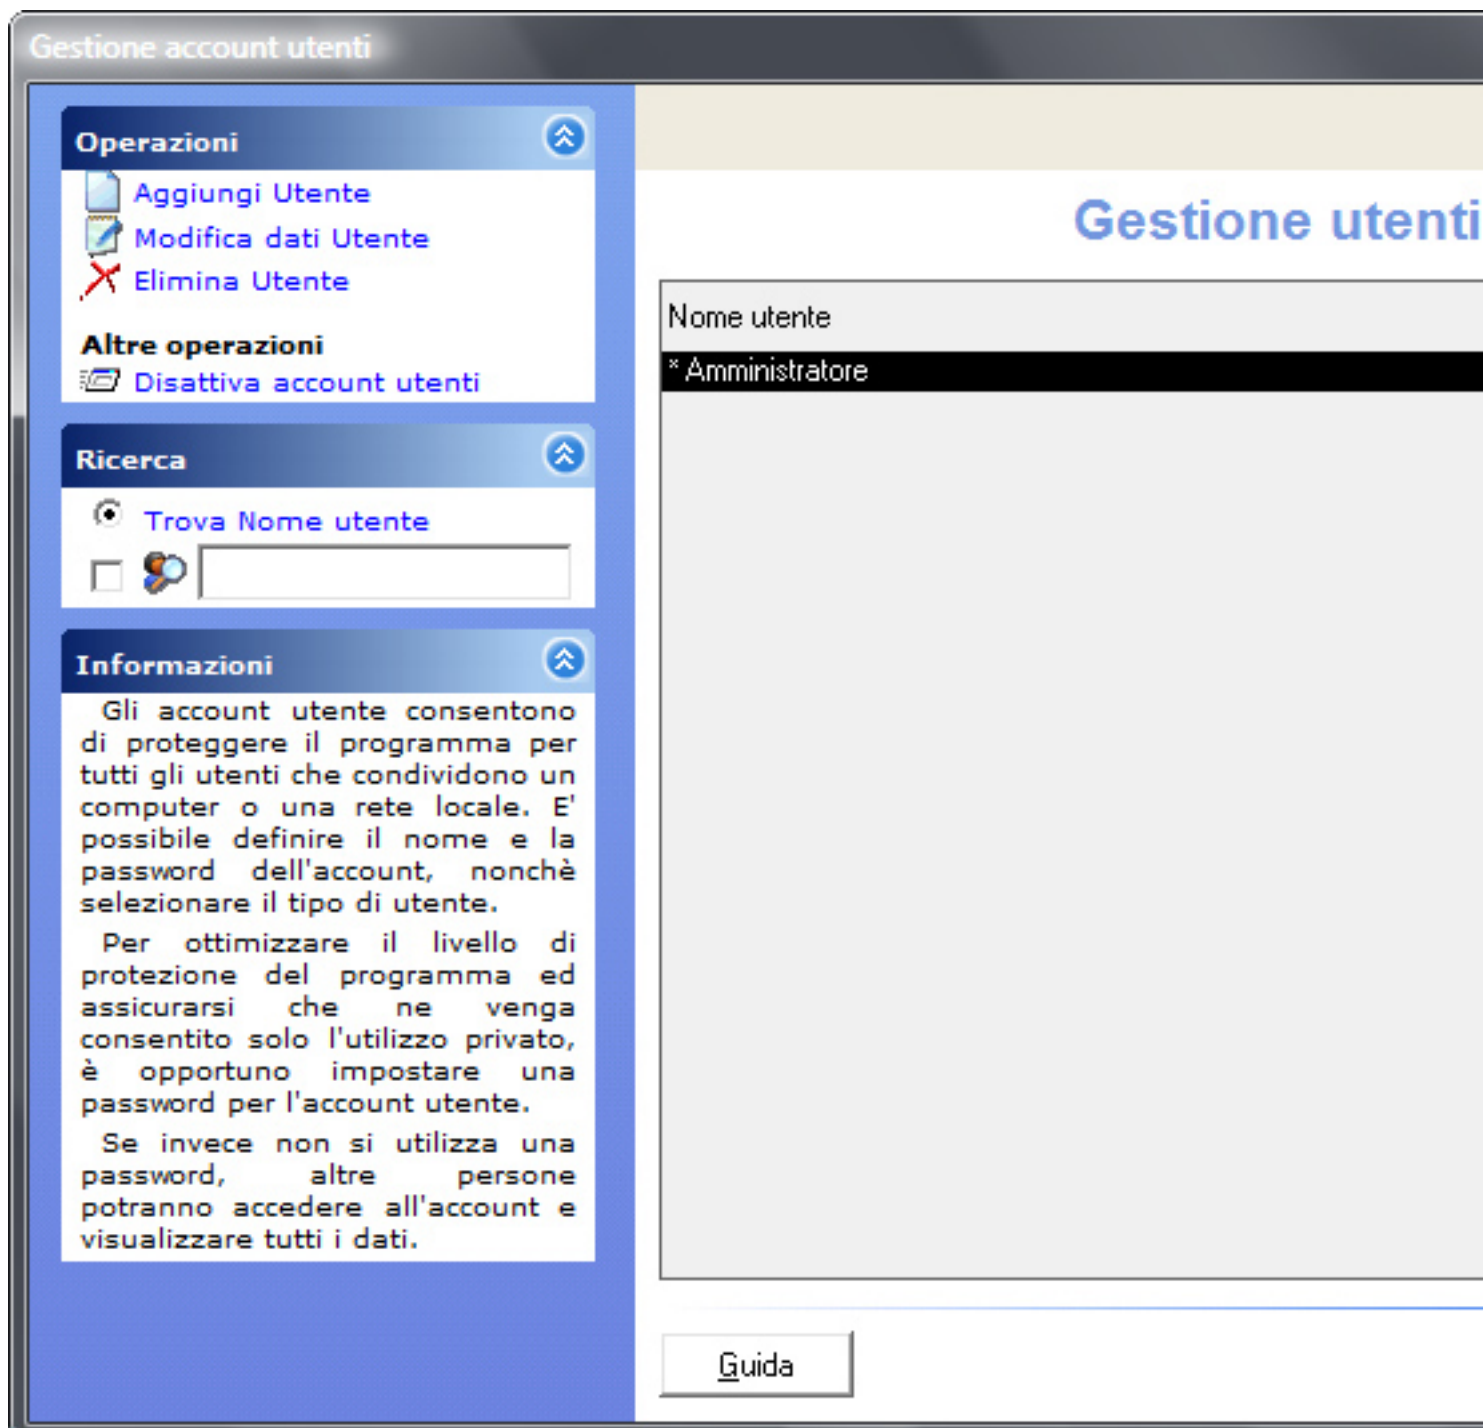 Gestione account utenti
Operazioni
Aggiungi Utente
Modifica dati Utente
Elimina Utente
Altre operazioni
Disattiva account utenti
Ricerca
Trova Nome utente
Informazioni
Gli account utente consentono
di proteggere il programma per
tutti gli utenti che condividono un
computer o una rete locale. E'
possibile definire il nome e la
password dell'account, nonchè
selezionare il tipo di utente.
Per ottimizzare il livello di
protezione del programma ed
assicurarsi che ne venga
consentito solo l'utilizzo privato,
è opportuno impostare una
password per l'account utente.
Se invece non si utilizza una
password, altre persone
potranno accedere all'account e
visualizzare tutti i dati.
Gestione utenti
Nome utente
* Amministratore
Guida